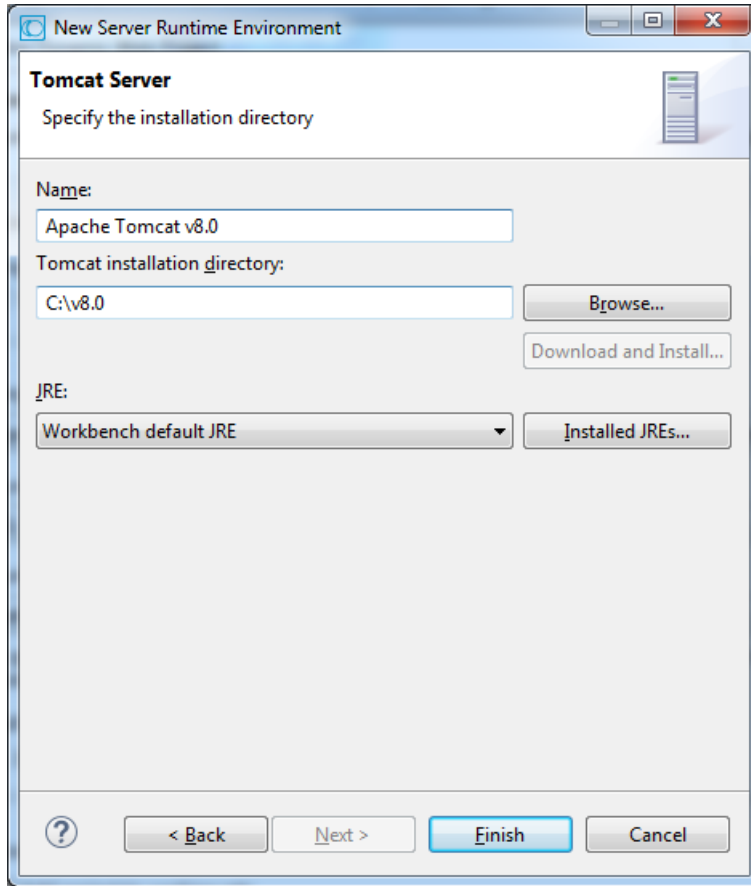 New Server Runtime Environment
Tomcat Server
Specify the installation directory
Name:
Apache Tomcat v8.0
Tomcat installation directory:
C:\v8.0
Browse...
Download and Install...
JRE:
Workbench default JRE
Installed JREs...
?
< Back
Next >
Finish
Cancel